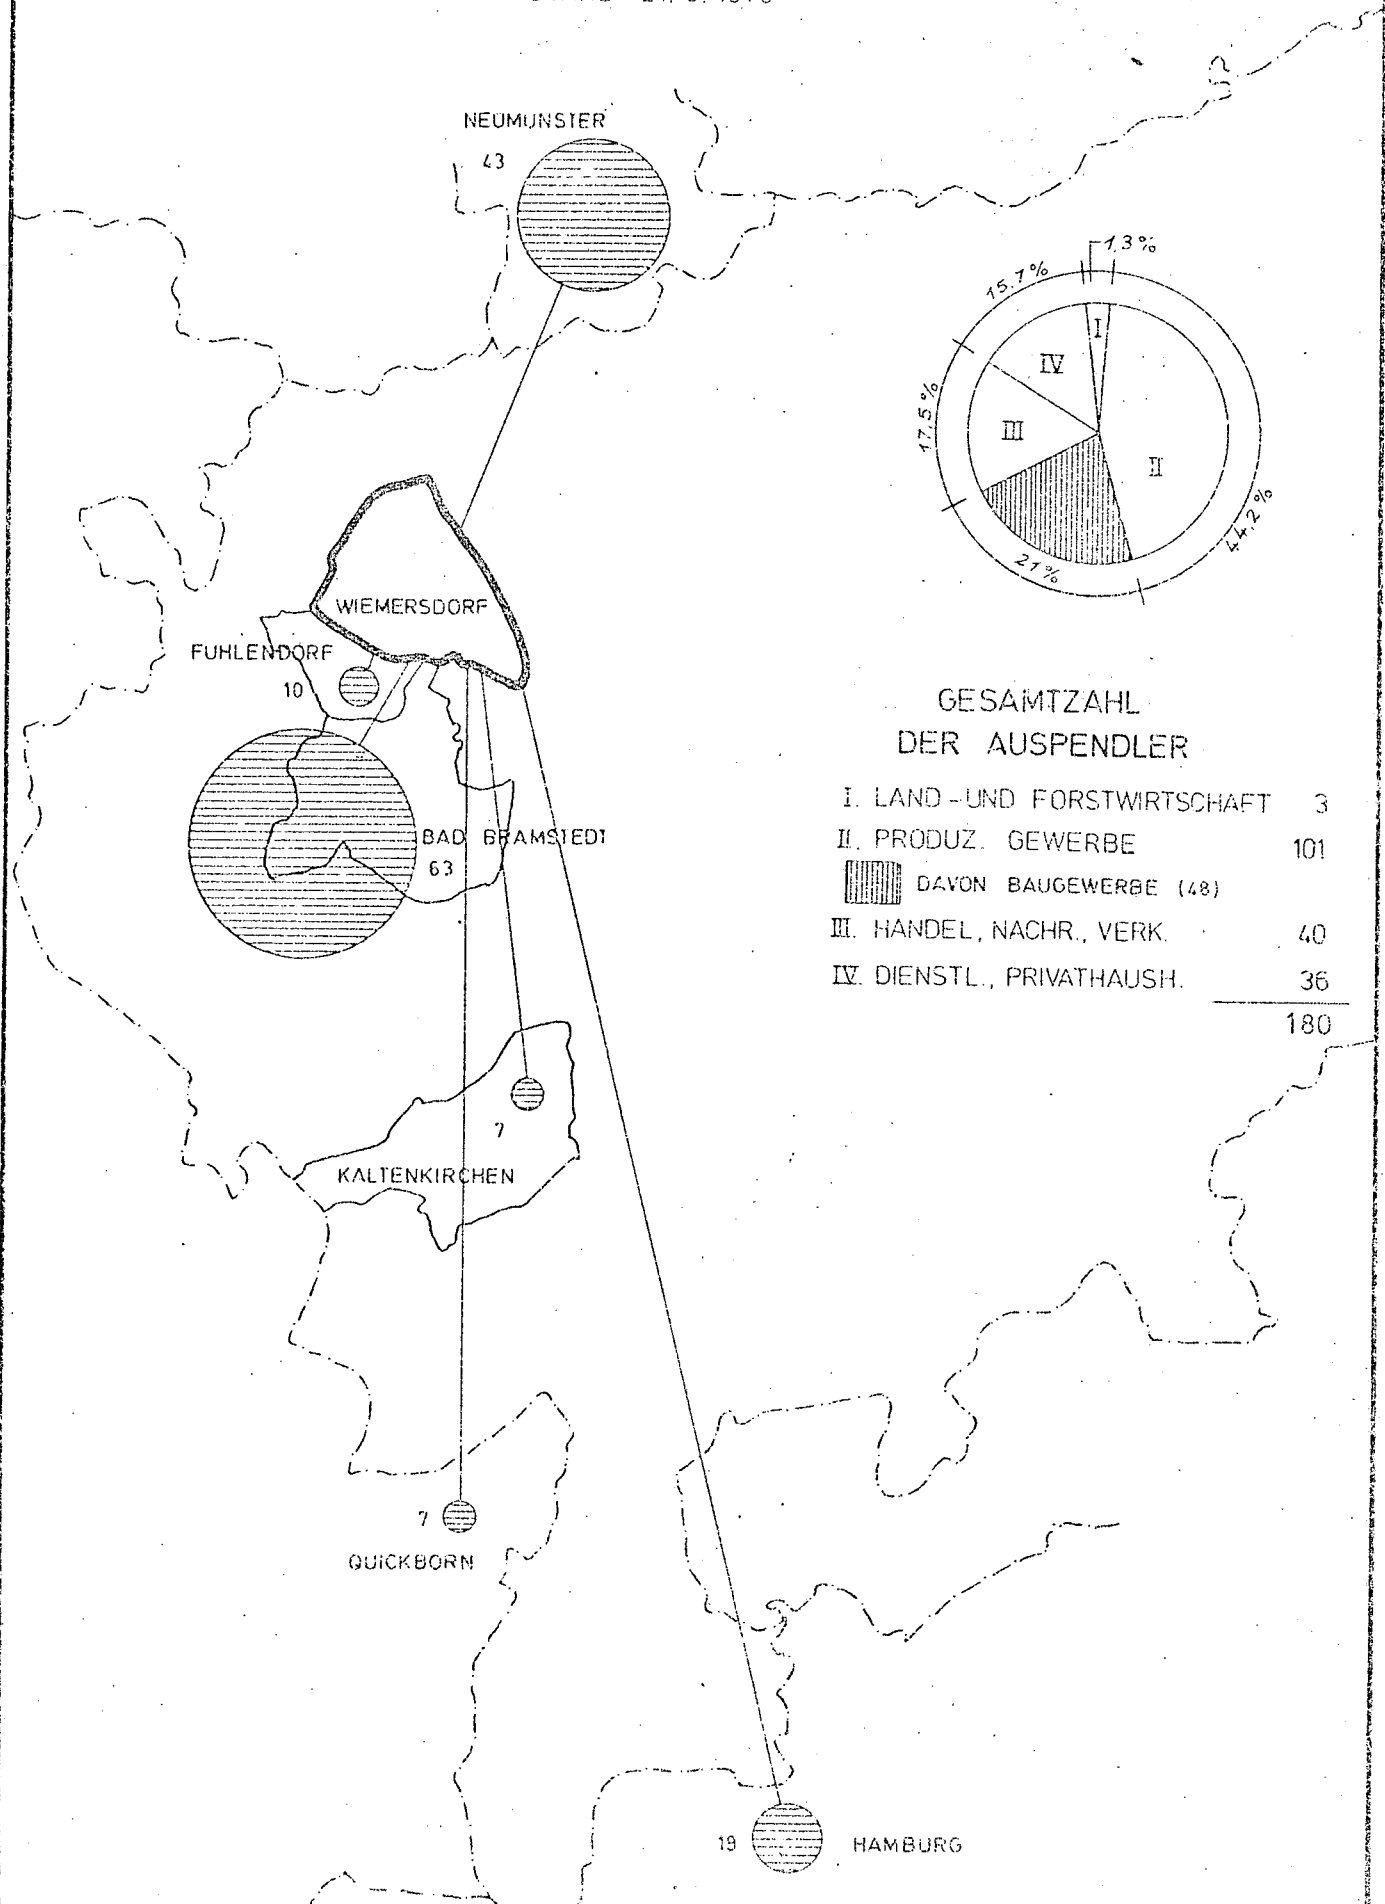 NEUMÜNSTER
43
1,3%
15.7%
IV
I
17.5%
III
II
44.2%
21%
WIEMERSDORF
FUHLENDORF
10
GESAMTZAHL
DER AUSPENDLER
I. LAND-UND FORSTWIRTSCHAFT 3
II. PRODUZ. GEWERBE 101
DAVON BAUGEWERBE (48)
III. HANDEL, NACHR., VERK. 40
IV. DIENSTL., PRIVATHAUSH. 36
180
BAD BRAMSTEDT
63
7
KALTENKIRCHEN
7
QUICKBORN
19 HAMBURG